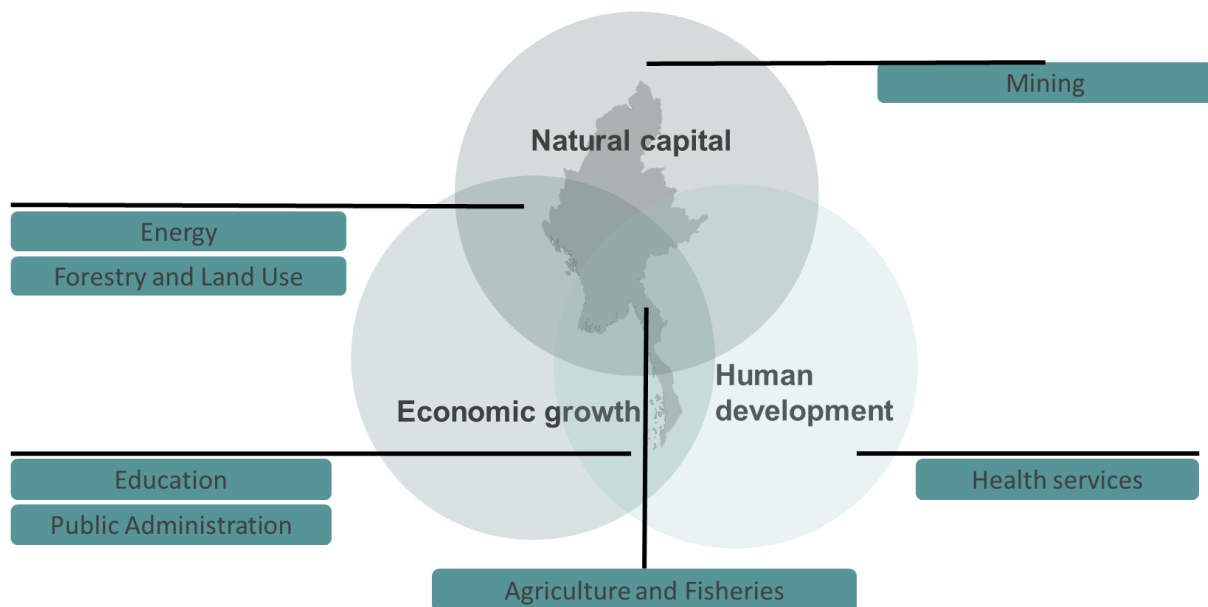 Mining
Natural capital
Energy
Forestry and Land Use
Human
development
Economic growth
Education
Public Administration
Health services
Agriculture and Fisheries